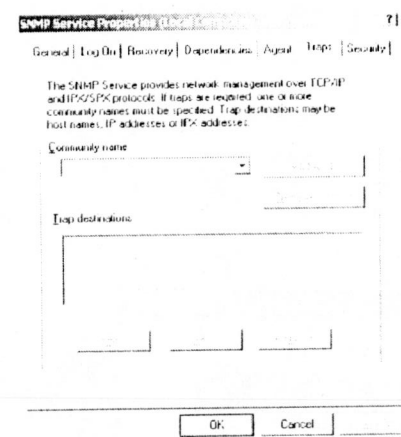 SNMP Service Properties (Local
General Log On Recovery Dependencies Agent Traps Security
The SNMP Service provides network management over TCP/IP
and IPX/SPX protocols. If traps are required, one or more
community names must be specified. Trap destinations may be
host names, IP addresses or IPX addresses.
Community name
Trap destinations
OK Cancel